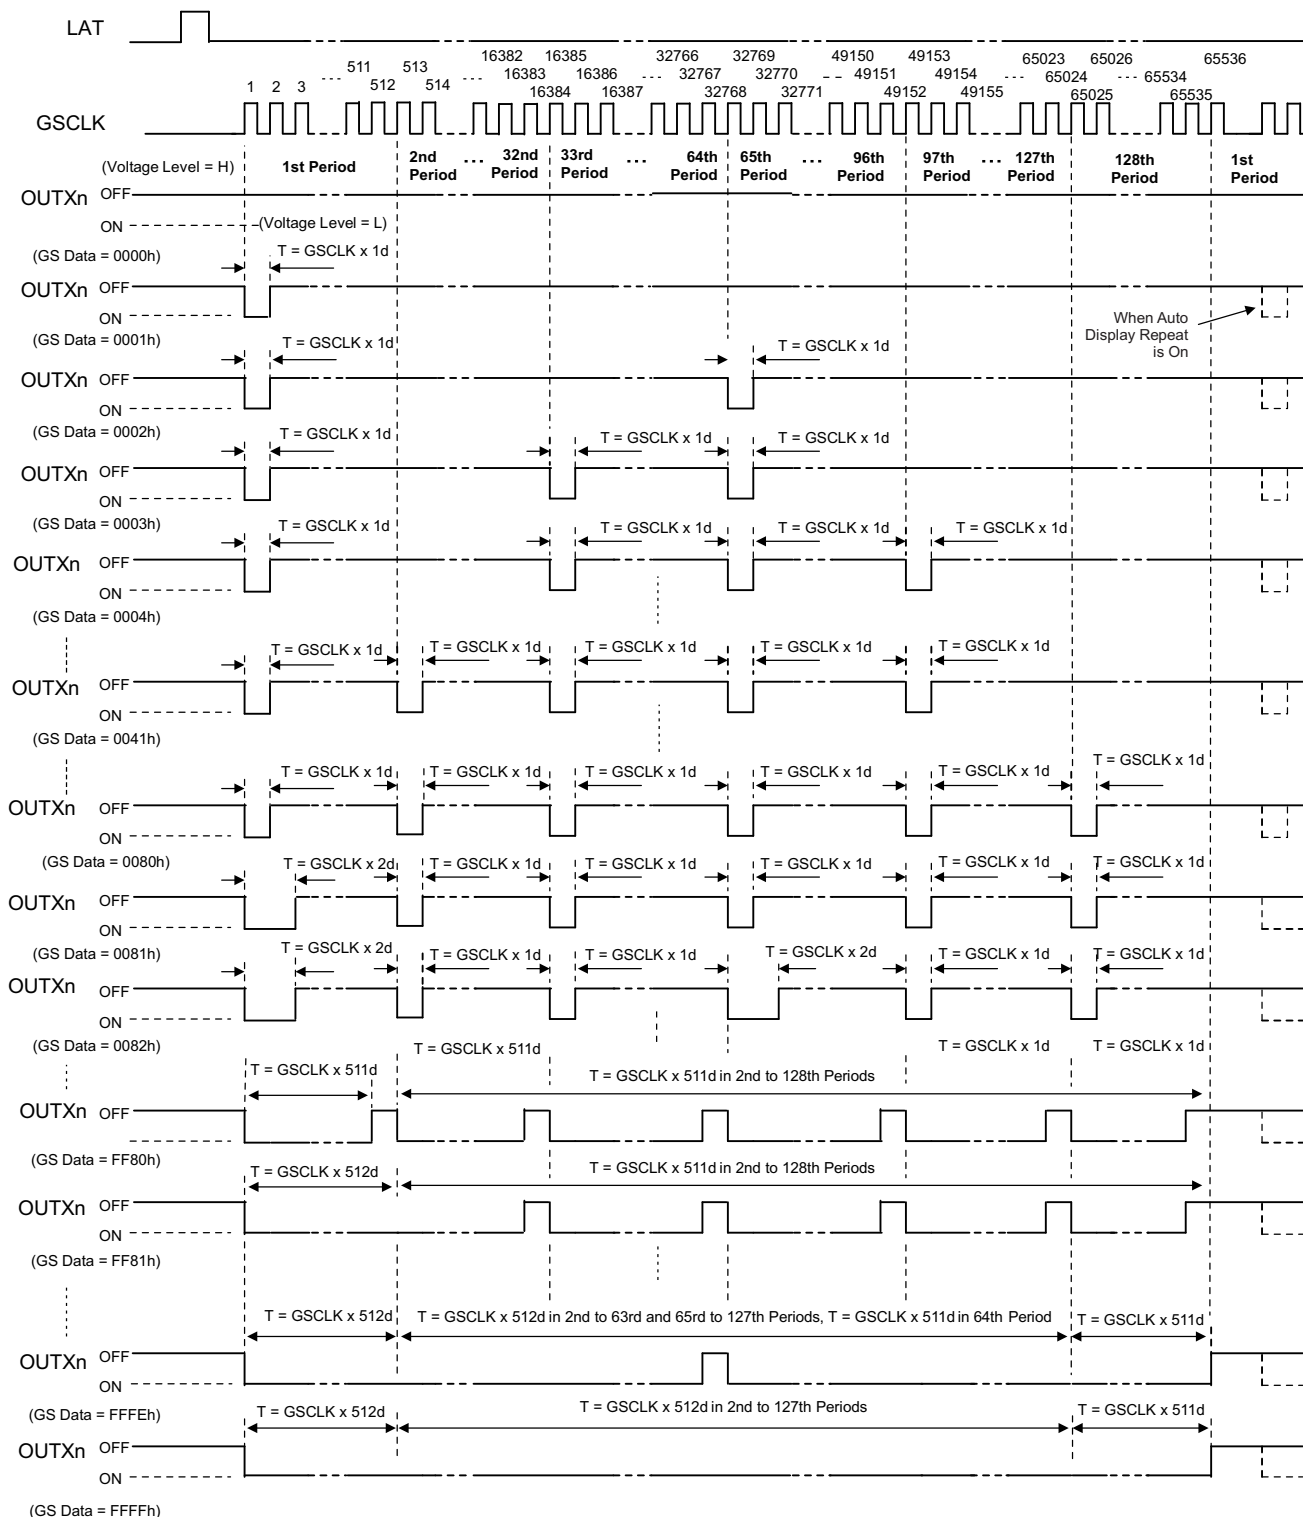 LAT
16382 16385 32766 32769 49150 49153 65023 65026 65536
511 513 ... 16383 16386 ... 32767 32770 -- 49151 49154 ... 65024 ... 65534
1 2 3 ... 512 514 16384 16387 32768 32771 49152 49155 65025 65535
GSCLK
(Voltage Level = H) 1st Period 2nd Period ... 32nd Period 33rd Period ... 64th Period 65th Period ... 96th Period 97th Period ... 127th Period 128th Period 1st Period
OUTXn OFF
ON (Voltage Level = L)
(GS Data = 0000h) T = GSCLK x 1d
OUTXn OFF
ON When Auto Display Repeat is On
(GS Data = 0001h) T = GSCLK x 1d T = GSCLK x 1d
OUTXn OFF
ON
(GS Data = 0002h) T = GSCLK x 1d T = GSCLK x 1d T = GSCLK x 1d
OUTXn OFF
ON
(GS Data = 0003h) T = GSCLK x 1d T = GSCLK x 1d T = GSCLK x 1d T = GSCLK x 1d
OUTXn OFF
ON
(GS Data = 0004h)
T = GSCLK x 1d T = GSCLK x 1d T = GSCLK x 1d T = GSCLK x 1d T = GSCLK x 1d
OUTXn OFF
ON
(GS Data = 0041h)
T = GSCLK x 1d T = GSCLK x 1d T = GSCLK x 1d T = GSCLK x 1d T = GSCLK x 1d T = GSCLK x 1d
OUTXn OFF
ON
(GS Data = 0080h) T = GSCLK x 2d T = GSCLK x 1d T = GSCLK x 1d T = GSCLK x 1d T = GSCLK x 1d T = GSCLK x 1d
OUTXn OFF
ON
(GS Data = 0081h) T = GSCLK x 2d T = GSCLK x 1d T = GSCLK x 1d T = GSCLK x 2d T = GSCLK x 1d T = GSCLK x 1d
OUTXn OFF
ON
(GS Data = 0082h) T = GSCLK x 511d T = GSCLK x 1d T = GSCLK x 1d
T = GSCLK x 511d T = GSCLK x 511d in 2nd to 128th Periods
OUTXn OFF
(GS Data = FF80h)
T = GSCLK x 512d T = GSCLK x 511d in 2nd to 128th Periods
OUTXn OFF
ON
(GS Data = FF81h)
T = GSCLK x 512d T = GSCLK x 512d in 2nd to 63rd and 65rd to 127th Periods, T = GSCLK x 511d in 64th Period T = GSCLK x 511d
OUTXn OFF
ON
(GS Data = FFFEh) T = GSCLK x 512d T = GSCLK x 512d in 2nd to 127th Periods T = GSCLK x 511d
OUTXn OFF
ON
(GS Data = FFFFh)